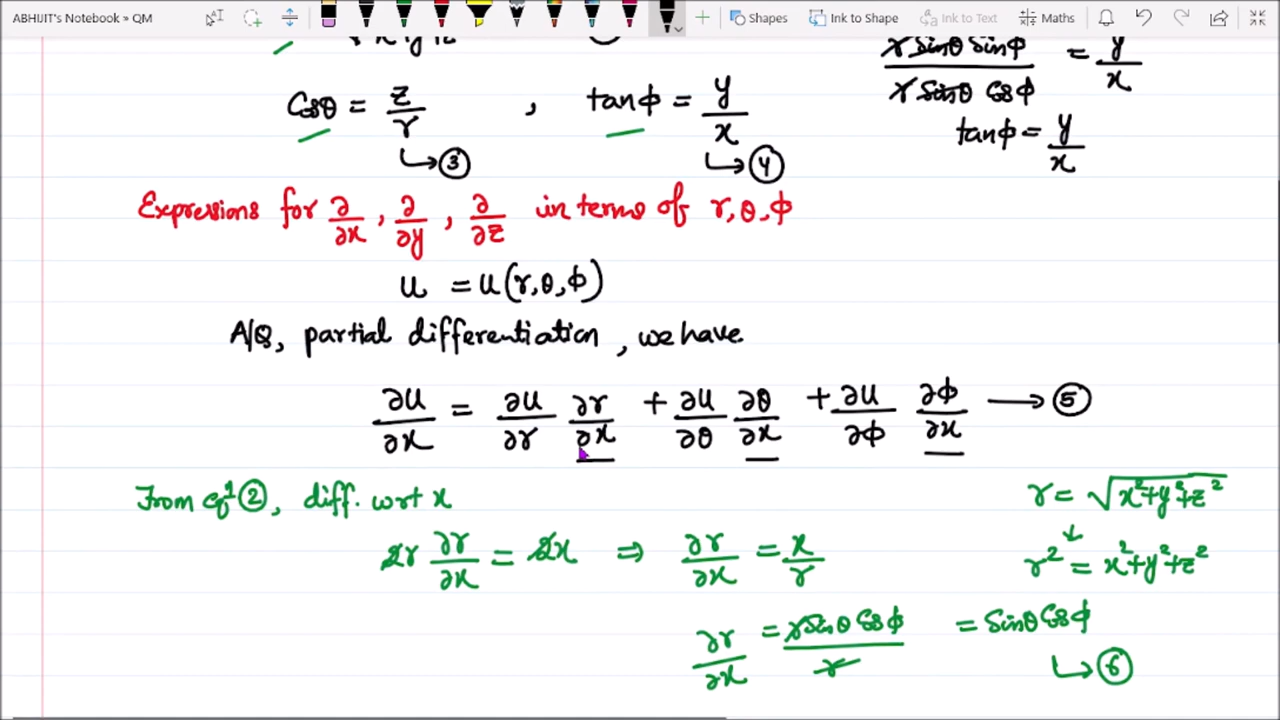 ABHIJIT's Notebook » QM
Shapes Ink to Shape Ink to Text Maths
r sinθ sinφ / r sinθ cosφ = y/x
cosθ = z/r , tanφ = y/x
tanφ = y/x
↳ ③ ↳ ④
Expressions for ∂/∂x, ∂/∂y, ∂/∂z in terms of r, θ, φ
u = u(r, θ, φ)
A/Q, partial differentiation, we have
∂u/∂x = ∂u/∂r ∂r/∂x + ∂u/∂θ ∂θ/∂x + ∂u/∂φ ∂φ/∂x → ⑤
From eqⁿ ②, diff. wrt x
r = √x²+y²+z²
2r ∂r/∂x = 2x ⇒ ∂r/∂x = x/r
r² = x²+y²+z²
∂r/∂x = r sinθ cosφ / r = sinθ cosφ
↳ ⑥